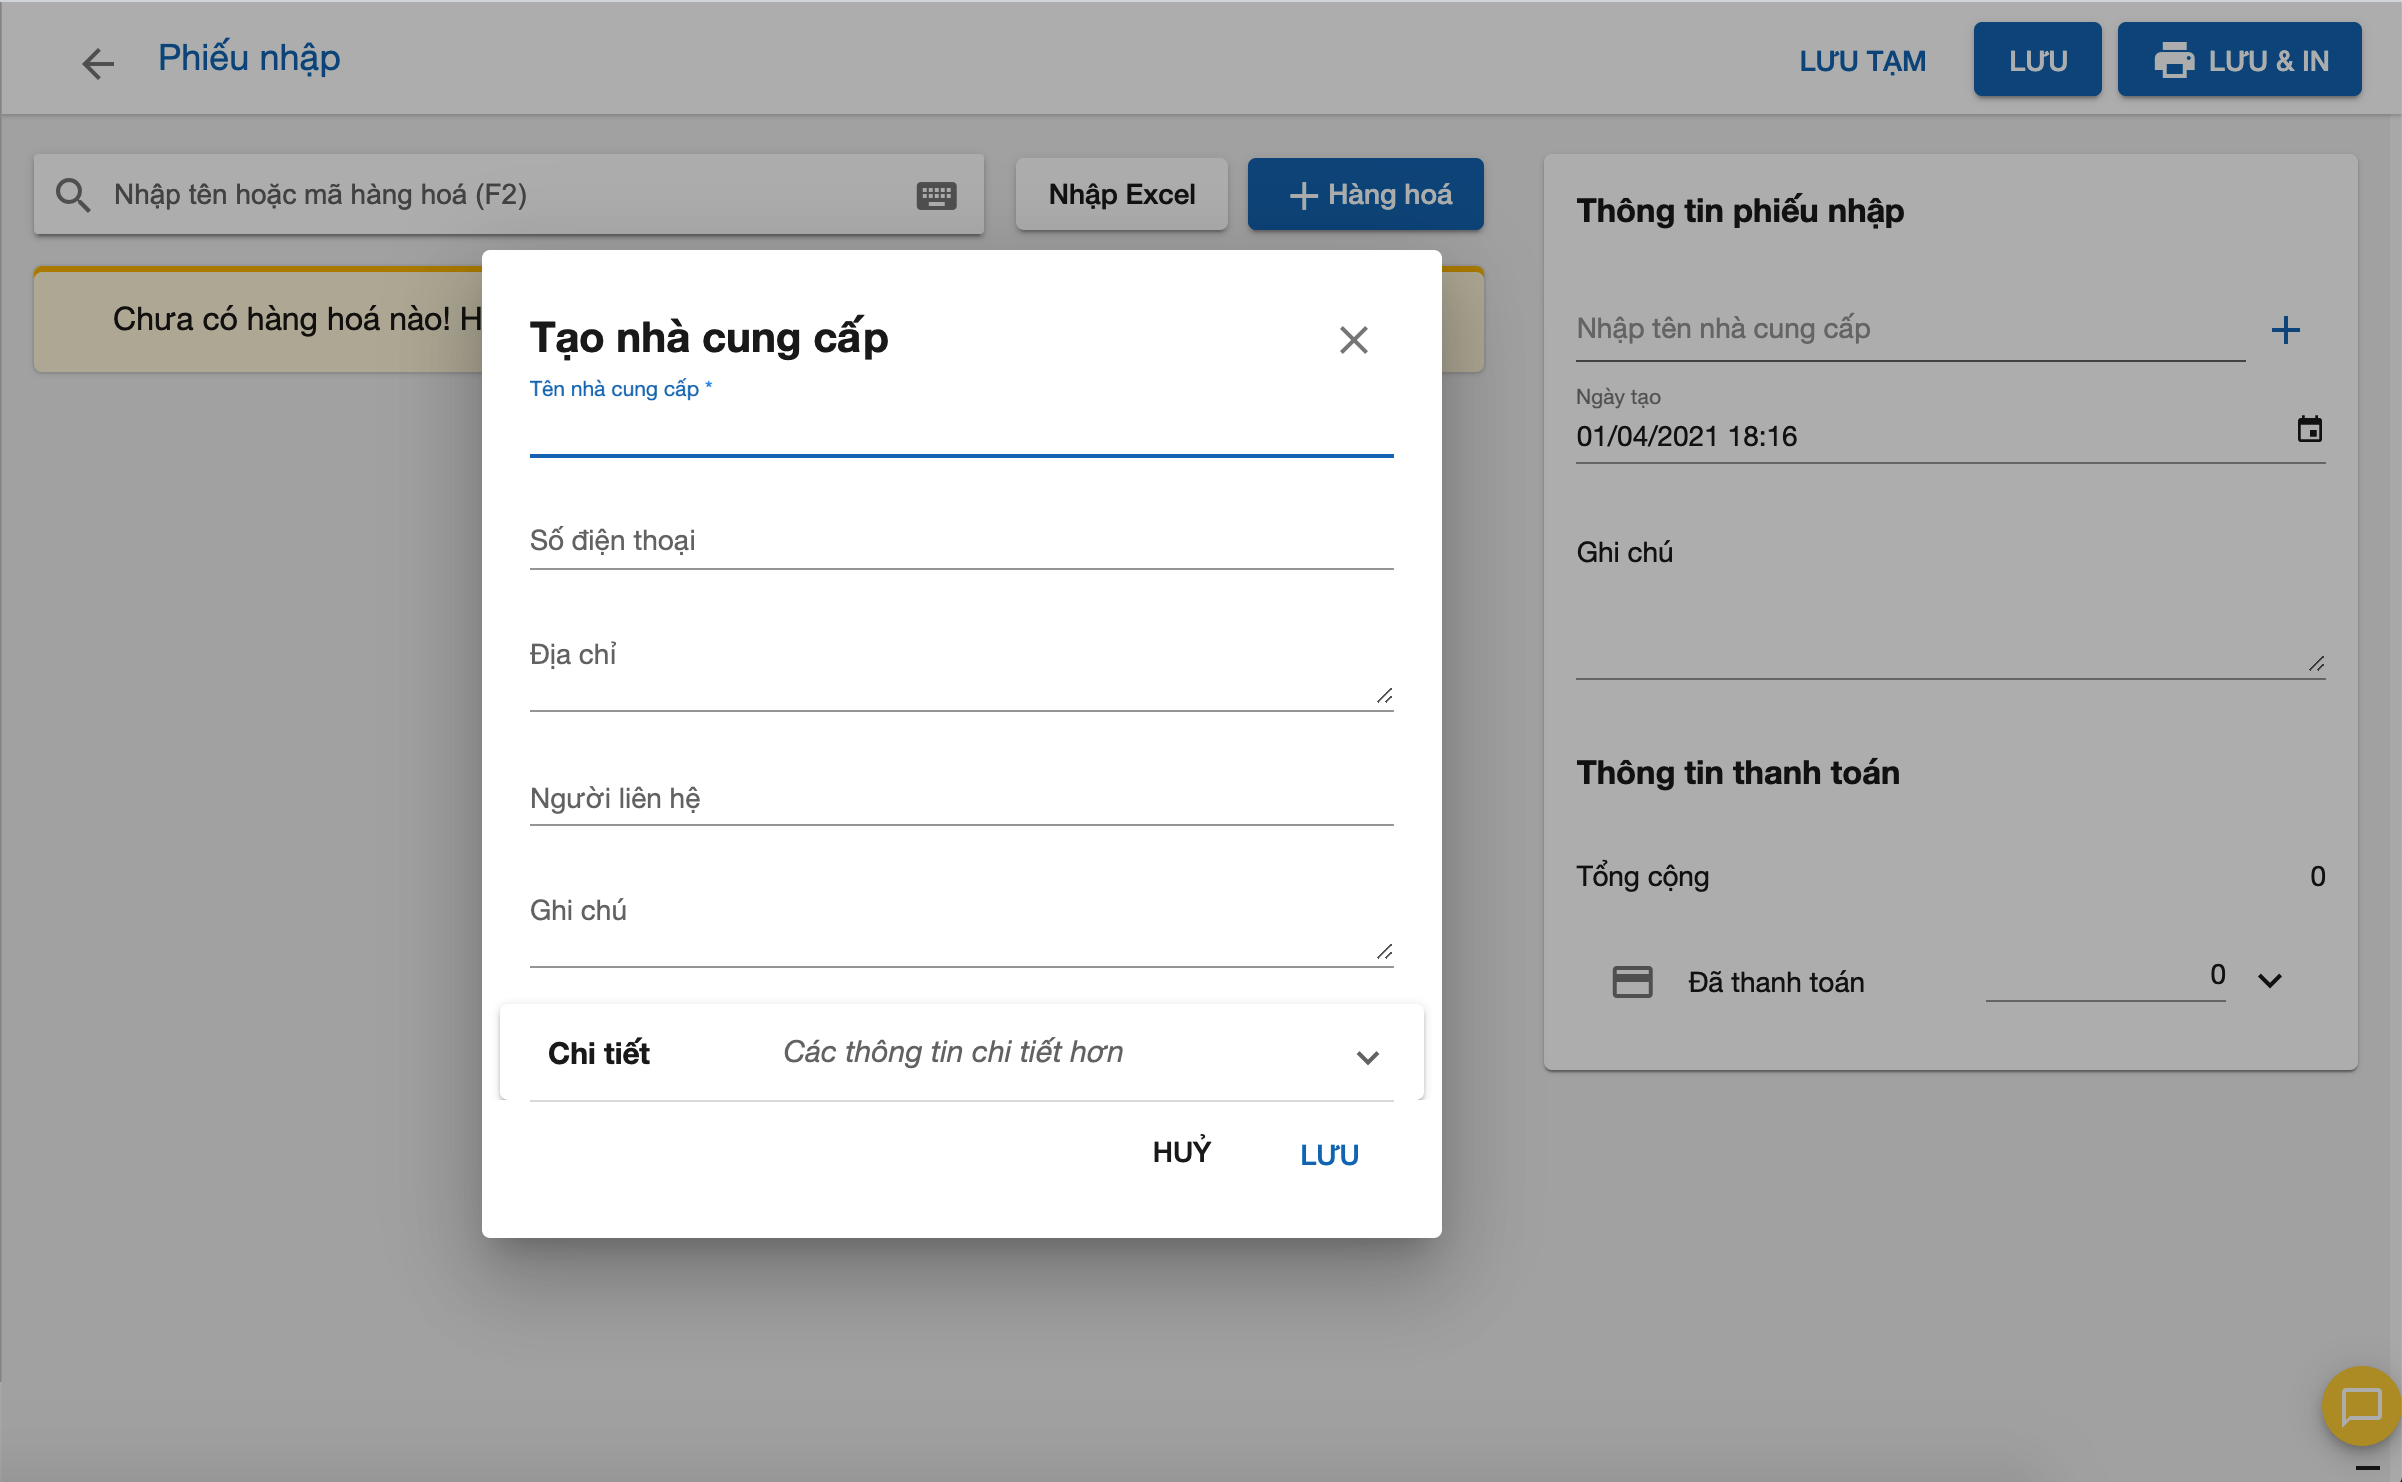 Phiếu nhập
LƯU TẠM
LƯU
LƯU & IN
Nhập tên hoặc mã hàng hoá (F2)
Nhập Excel
Hàng hoá
Chưa có hàng hoá nào! H
Tạo nhà cung cấp
Tên nhà cung cấp *
Số điện thoại
Địa chỉ
Người liên hệ
Ghi chú
Chi tiết
Các thông tin chi tiết hơn
HUỶ
LƯU
Thông tin phiếu nhập
Nhập tên nhà cung cấp
Ngày tạo
01/04/2021 18:16
Ghi chú
Thông tin thanh toán
Tổng cộng
0
Đã thanh toán
0